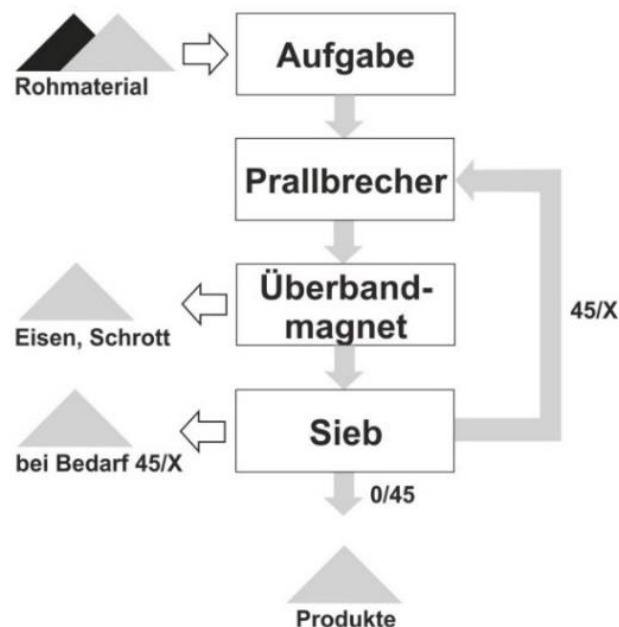 Aufgabe
Rohmaterial
Prallbrecher
Überband-
magnet
45/X
Eisen, Schrott
Sieb
bei Bedarf 45/X
0/45
Produkte